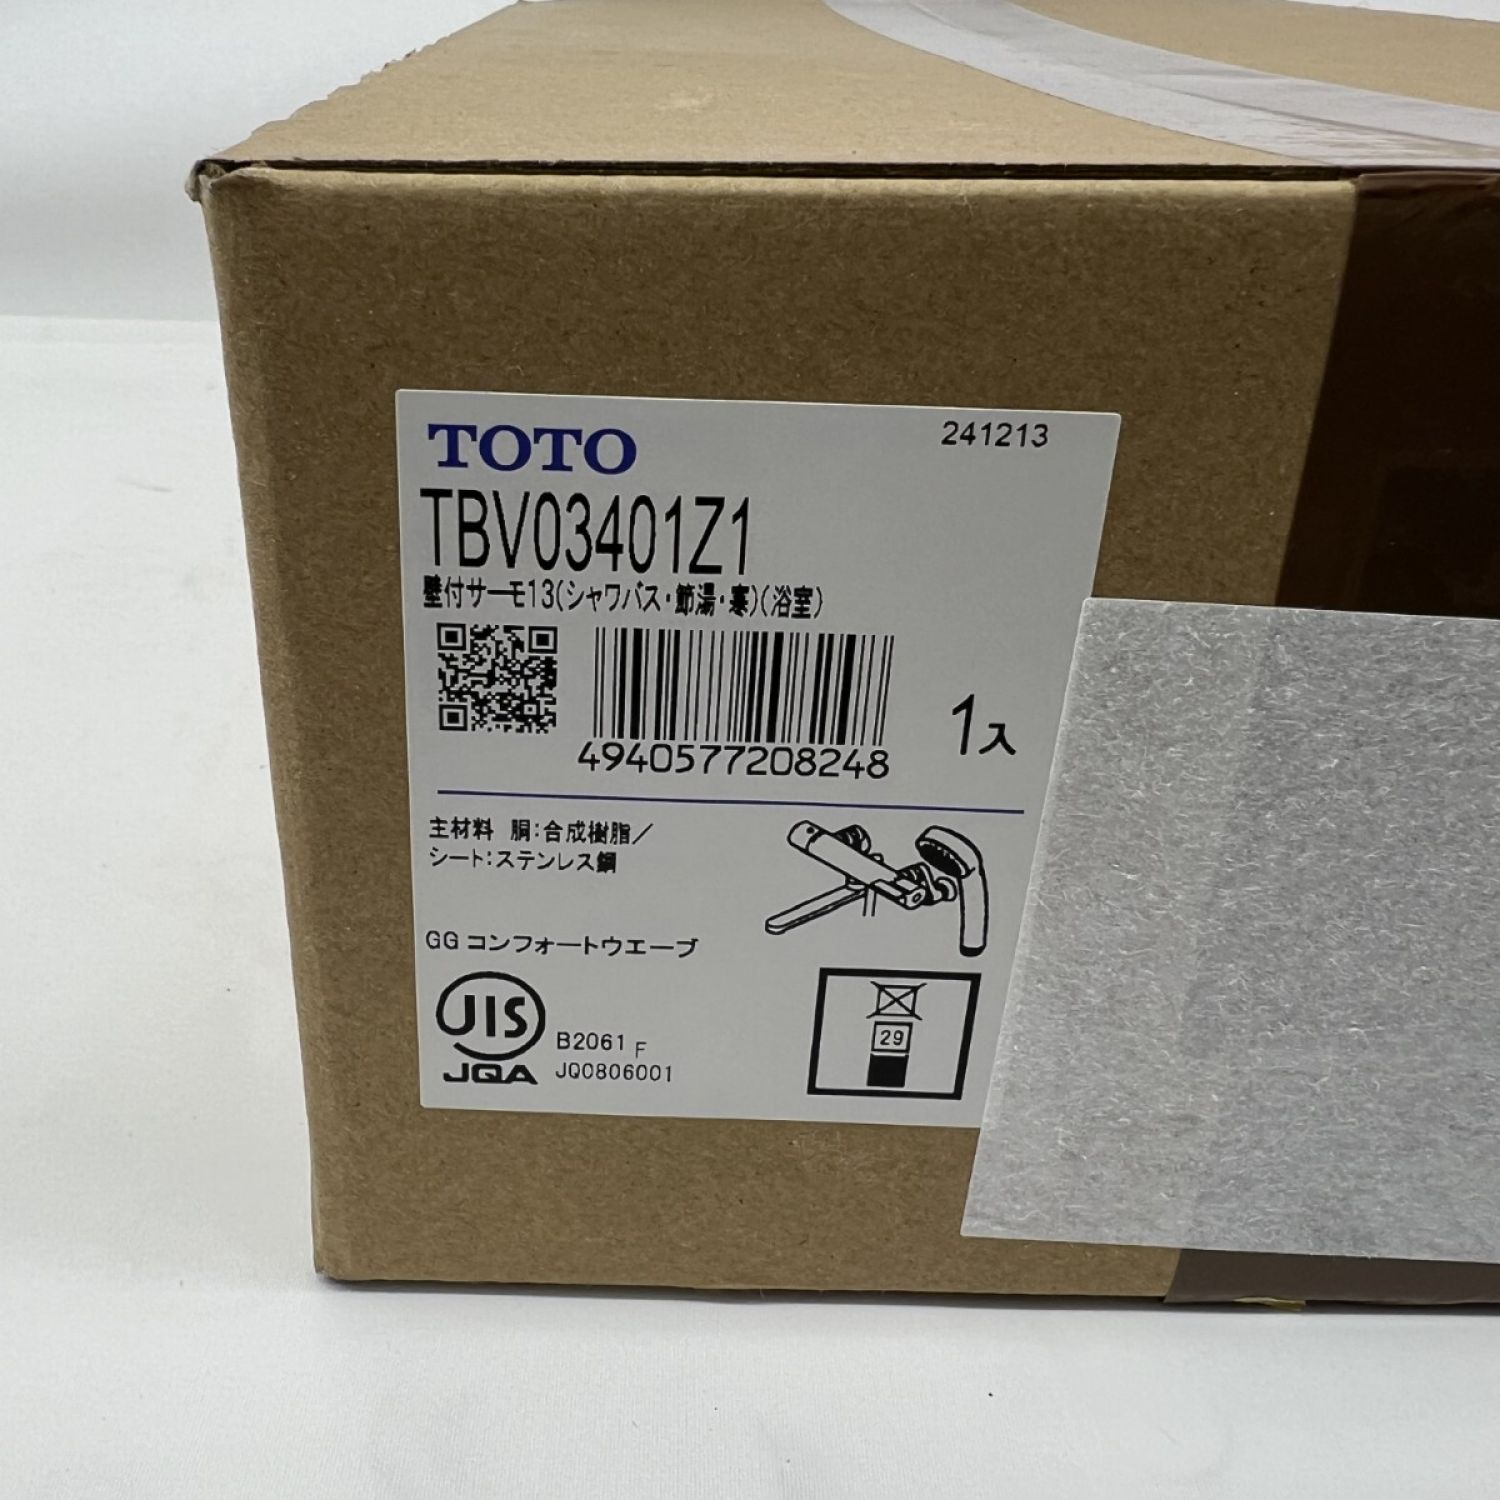 TOTO
241213
TBV03401Z1
壁付サーモ13(シャワバス・節湯・寒)(浴室)
4940577208248
1入
主材料 胴:合成樹脂/
シート:ステンレス鋼
GG コンフォートウエーブ
29
JIS
B2061 F
JQA
JQ0806001